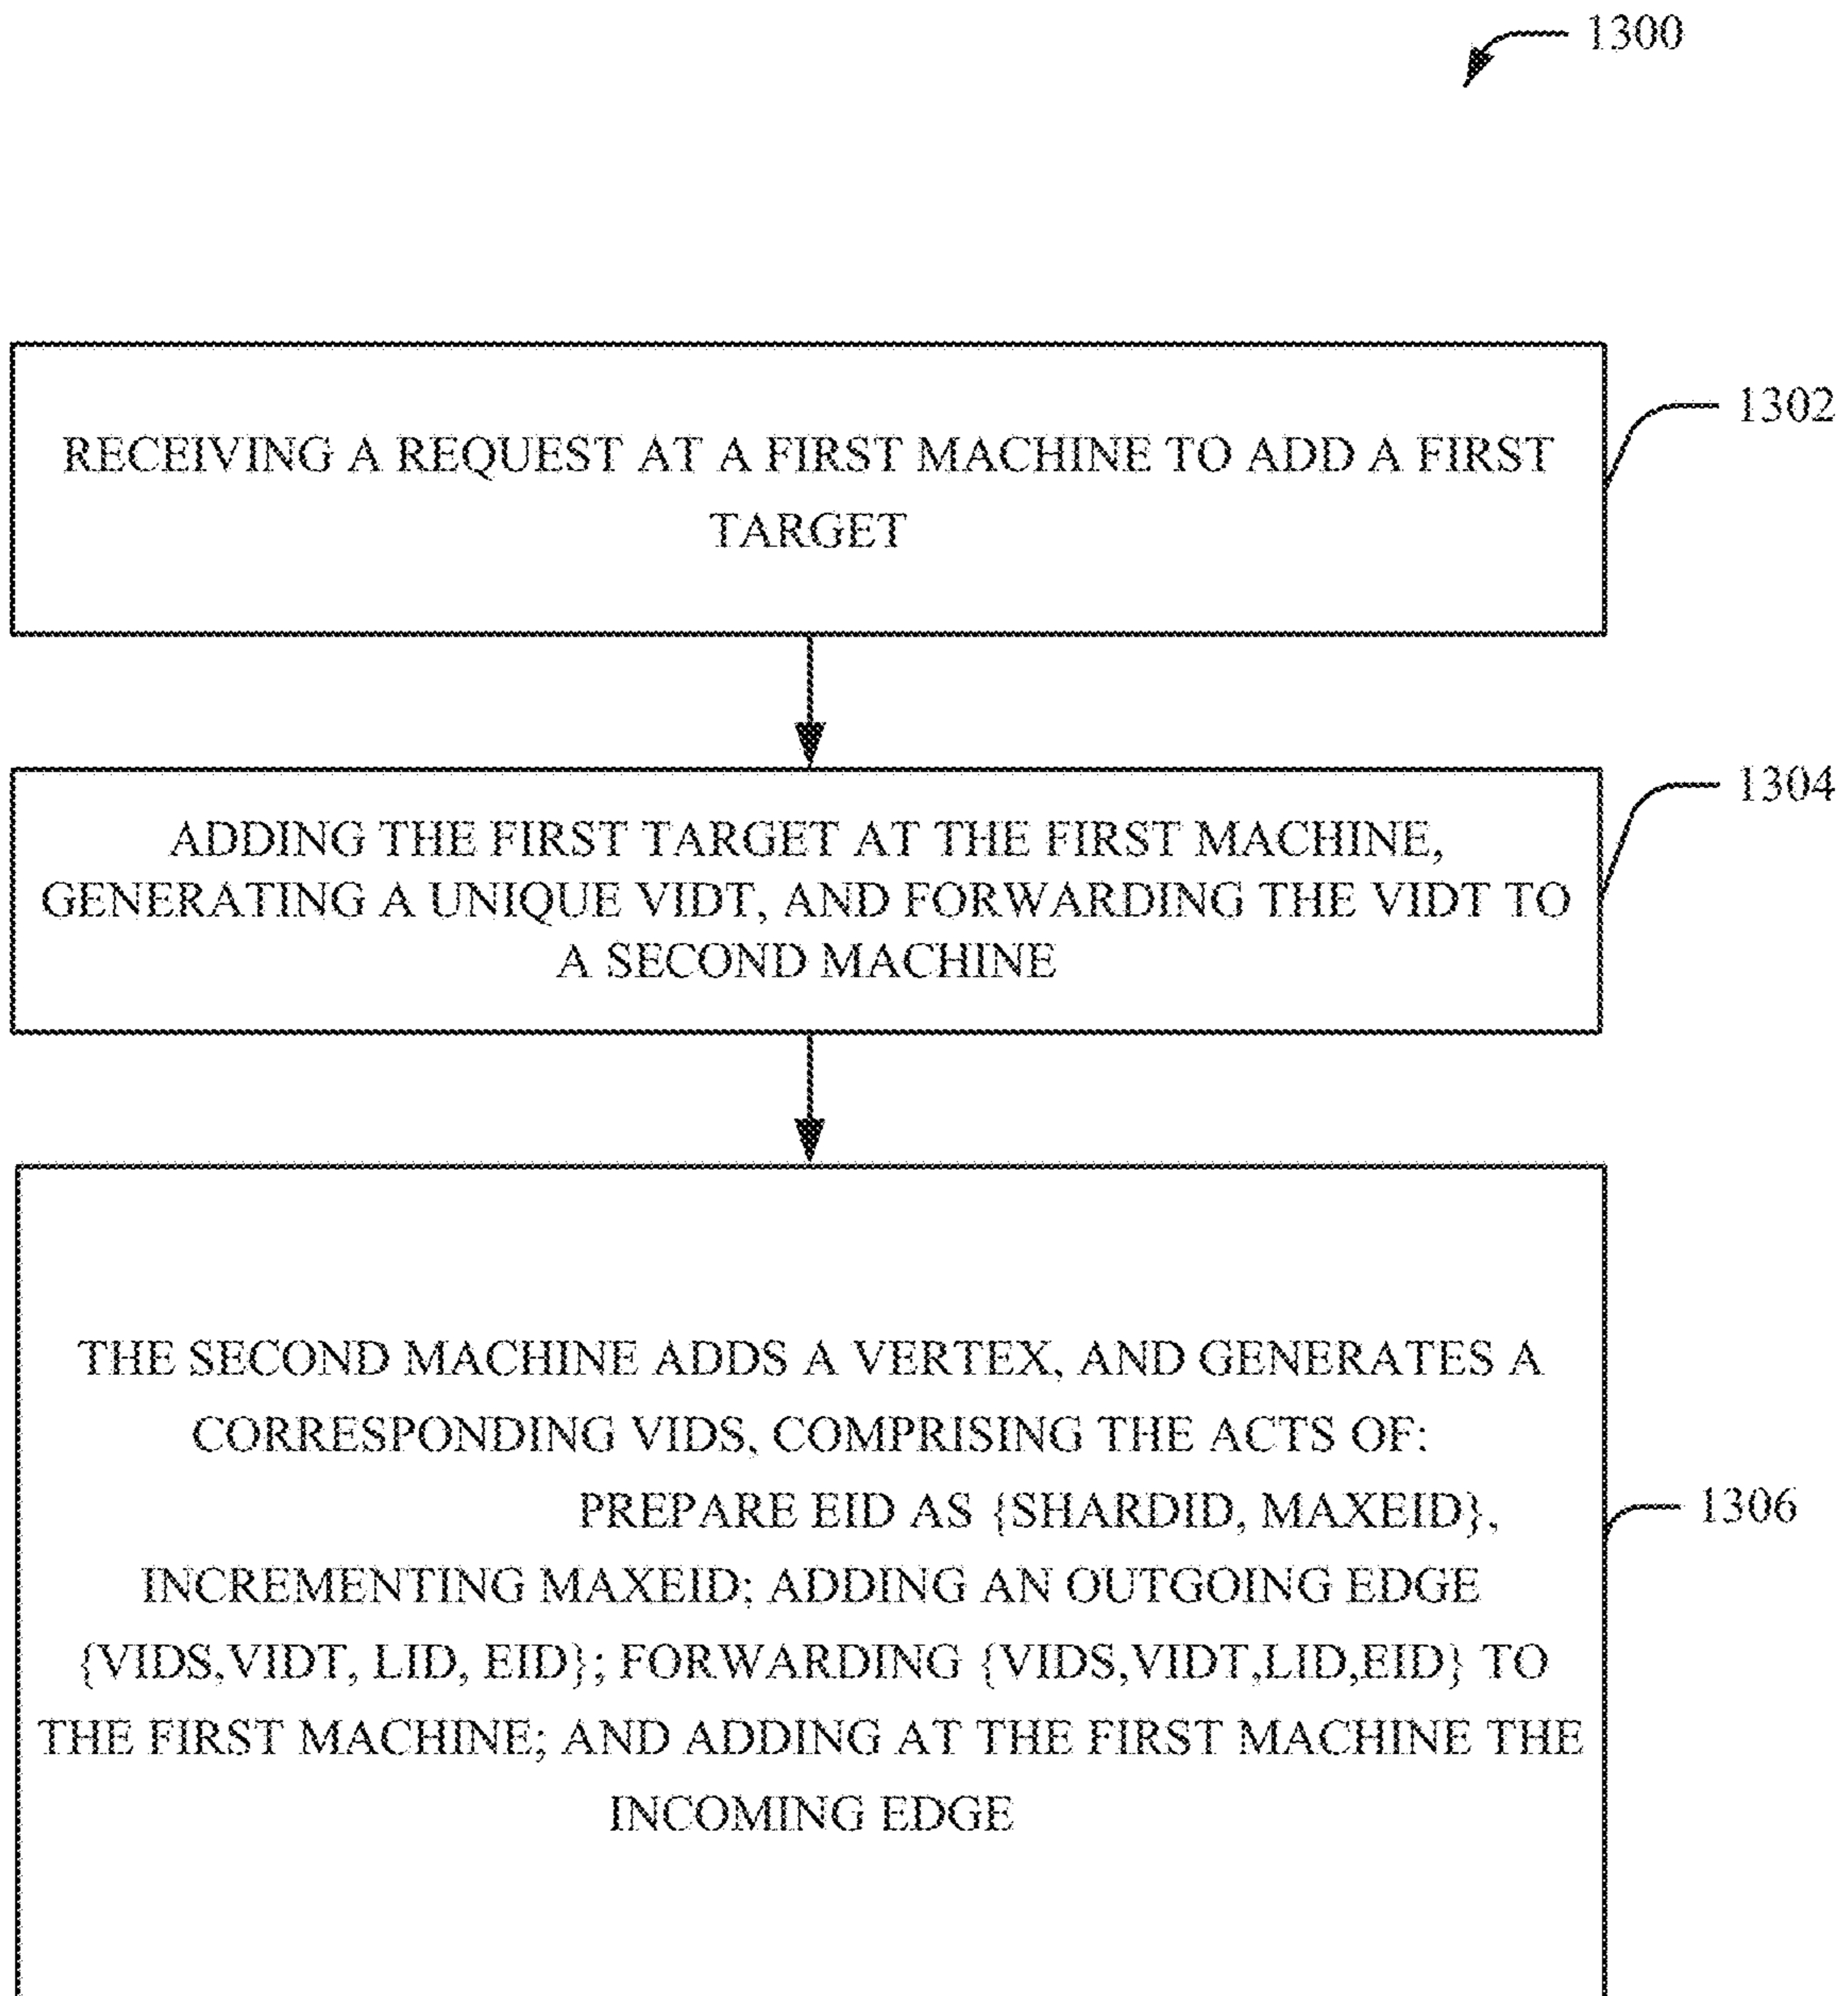 1300
RECEIVING A REQUEST AT A FIRST MACHINE TO ADD A FIRST
TARGET
1302
ADDING THE FIRST TARGET AT THE FIRST MACHINE,
GENERATING A UNIQUE VIDT, AND FORWARDING THE VIDT TO
A SECOND MACHINE
1304
THE SECOND MACHINE ADDS A VERTEX, AND GENERATES A
CORRESPONDING VIDS, COMPRISING THE ACTS OF:
PREPARE EID AS {SHARDID, MAXEID},
INCREMENTING MAXEID; ADDING AN OUTGOING EDGE
{VIDS,VIDT, LID, EID}; FORWARDING {VIDS,VIDT,LID,EID} TO
THE FIRST MACHINE; AND ADDING AT THE FIRST MACHINE THE
INCOMING EDGE
1306